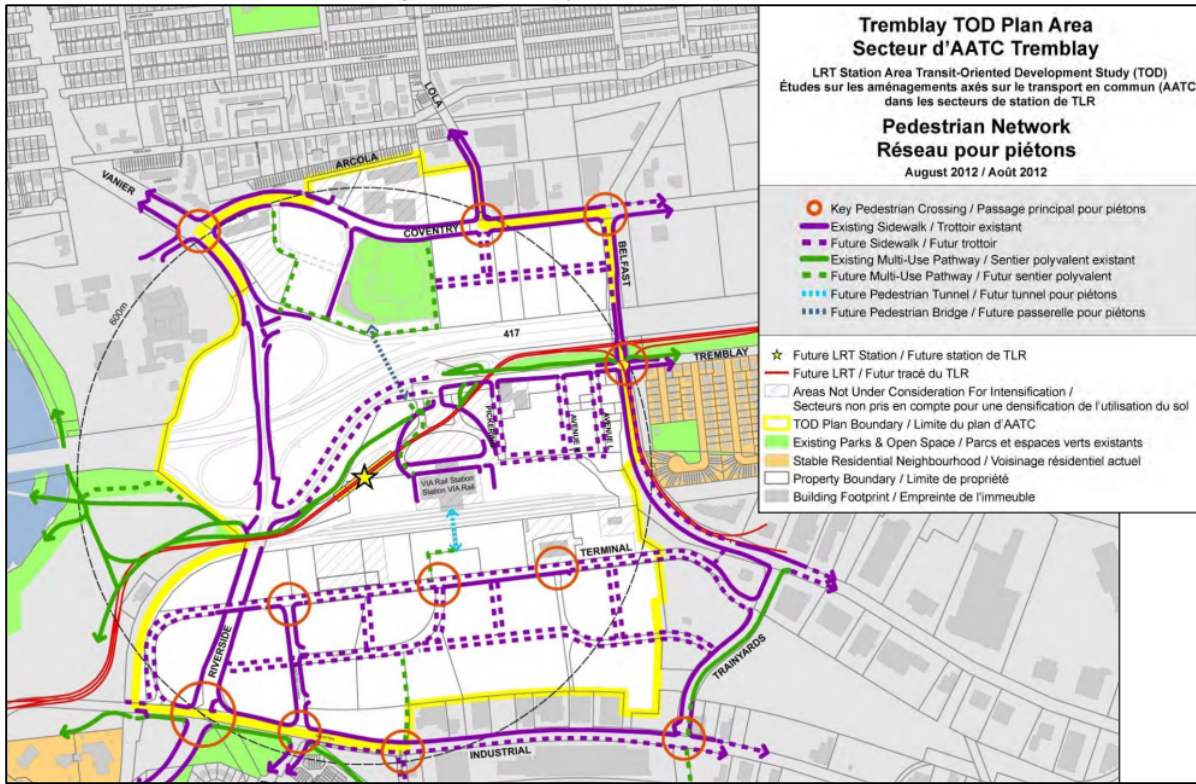 Tremblay TOD Plan Area
Secteur d'AATC Tremblay
LRT Station Area Transit-Oriented Development Study (TOD)
Études sur les aménagements axés sur le transport en commun (AATC)
dans les secteurs de station de TLR
Pedestrian Network
Réseau pour piétons
August 2012 / Août 2012
Key Pedestrian Crossing / Passage principal pour piétons
Existing Sidewalk / Trottoir existant
Future Sidewalk / Futur trottoir
Existing Multi-Use Pathway / Sentier polyvalent existant
Future Multi-Use Pathway / Futur sentier polyvalent
Future Pedestrian Tunnel / Futur tunnel pour piétons
Future Pedestrian Bridge / Future passerelle pour piétons
Future LRT Station / Future station de TLR
Future LRT / Futur tracé du TLR
Areas Not Under Consideration For Intensification /
Secteurs non pris en compte pour une densification de l'utilisation du sol
TOD Plan Boundary / Limite du plan d'AATC
Existing Parks & Open Space / Parcs et espaces verts existants
Stable Residential Neighbourhood / Voisinage résidentiel actuel
Property Boundary / Limite de propriété
Building Footprint / Empreinte de l'immeuble
LOLA
ARCOLA
VANIER
COVENTRY
BELFAST
600m
417
TREMBLAY
PICKERING
AVENUE
AVENUE
VIA Rail Station
Station VIA Rail
TERMINAL
RIVERSIDE
TRAINYARDS
INDUSTRIAL